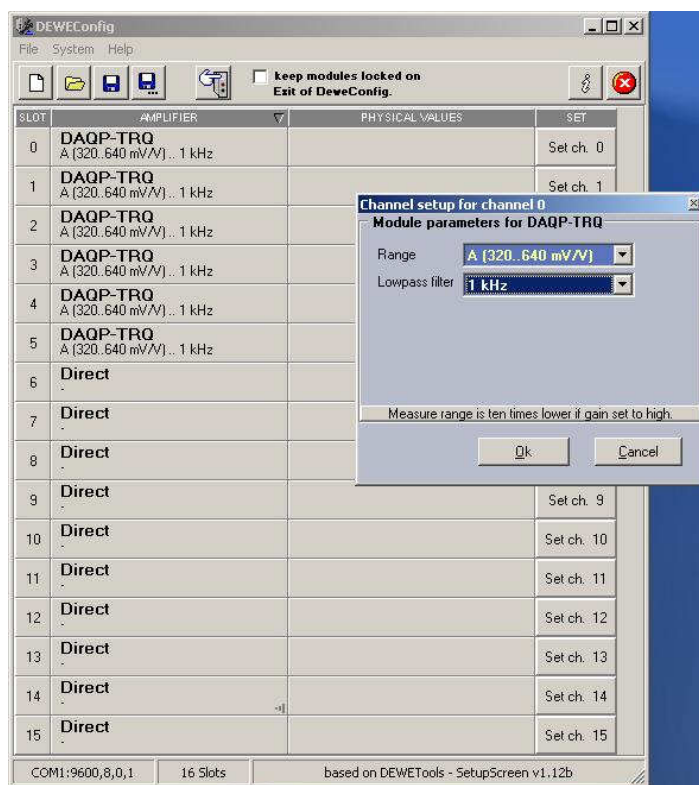 DEWEConfig
File System Help
keep modules locked on
Exit of DeweConfig.
SLOT AMPLIFIER PHYSICAL VALUES SET
0 DAQP-TRQ Set ch. 0
A (320..640 mV/V) .. 1 kHz
1 DAQP-TRQ Set ch. 1
A (320..640 mV/V) .. 1 kHz
2 DAQP-TRQ
A (320..640 mV/V) .. 1 kHz
3 DAQP-TRQ
A (320..640 mV/V) .. 1 kHz
4 DAQP-TRQ
A (320..640 mV/V) .. 1 kHz
5 DAQP-TRQ
A (320..640 mV/V) .. 1 kHz
6 Direct
-
7 Direct
-
8 Direct
-
9 Direct Set ch. 9
-
10 Direct Set ch. 10
-
11 Direct Set ch. 11
-
12 Direct Set ch. 12
-
13 Direct Set ch. 13
-
14 Direct Set ch. 14
-
15 Direct Set ch. 15
-
COM1:9600,8,0,1 16 Slots based on DEWETools - SetupScreen v1.12b
Channel setup for channel 0
Module parameters for DAQP-TRQ
Range A (320..640 mV/V)
Lowpass filter 1 kHz
Measure range is ten times lower if gain set to high.
Ok Cancel